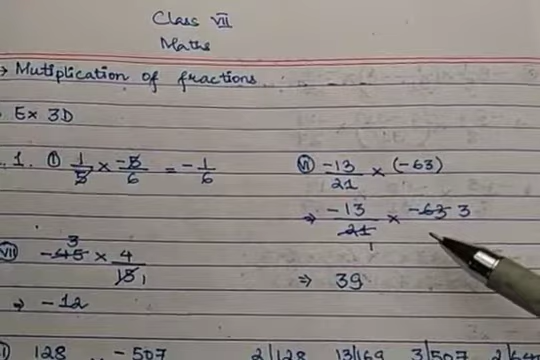 Class VII
Maths
→ Mutiplication of fractions
Ex 3D
1. (i) 1/5 × -5/6 = -1/6
(vi) -13/21 × (-63)
⇒ -13/21 1 × -63 3
(vii) -45 3 × 4/15 1
⇒ 39
→ -12
128 -507 2|128 13|169 3|507